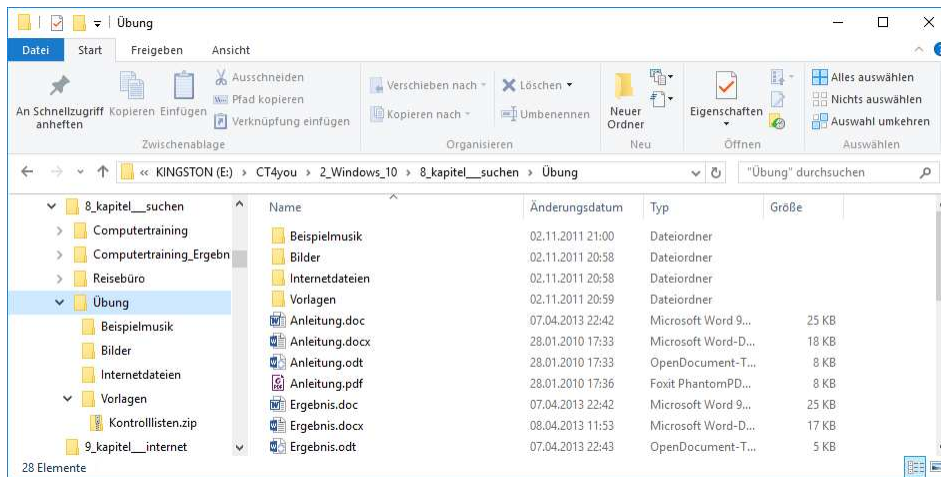 Übung
Datei Start Freigeben Ansicht
An Schnellzugriff anheften
Kopieren
Einfügen
Ausschneiden
Pfad kopieren
Verknüpfung einfügen
Zwischenablage
Verschieben nach
Kopieren nach
Löschen
Umbenennen
Organisieren
Neuer Ordner
Neu
Eigenschaften
Öffnen
Alles auswählen
Nichts auswählen
Auswahl umkehren
Auswählen
« KINGSTON (E:) > CT4you > 2_Windows_10 > 8_kapitel__suchen > Übung
"Übung" durchsuchen
8_kapitel__suchen
Computertraining
Computertraining_Ergebn
Reisebüro
Übung
Beispielmusik
Bilder
Internetdateien
Vorlagen
Kontrolllisten.zip
9_kapitel__internet
Name Änderungsdatum Typ Größe
Beispielmusik 02.11.2011 21:00 Dateiordner
Bilder 02.11.2011 20:58 Dateiordner
Internetdateien 02.11.2011 20:58 Dateiordner
Vorlagen 02.11.2011 20:59 Dateiordner
Anleitung.doc 07.04.2013 22:42 Microsoft Word 9... 25 KB
Anleitung.docx 28.01.2010 17:33 Microsoft Word-D... 18 KB
Anleitung.odt 28.01.2010 17:33 OpenDocument-T... 8 KB
Anleitung.pdf 28.01.2010 17:36 Foxit PhantomPD... 8 KB
Ergebnis.doc 07.04.2013 22:42 Microsoft Word 9... 25 KB
Ergebnis.docx 08.04.2013 11:53 Microsoft Word-D... 17 KB
Ergebnis.odt 07.04.2013 22:43 OpenDocument-T... 5 KB
28 Elemente